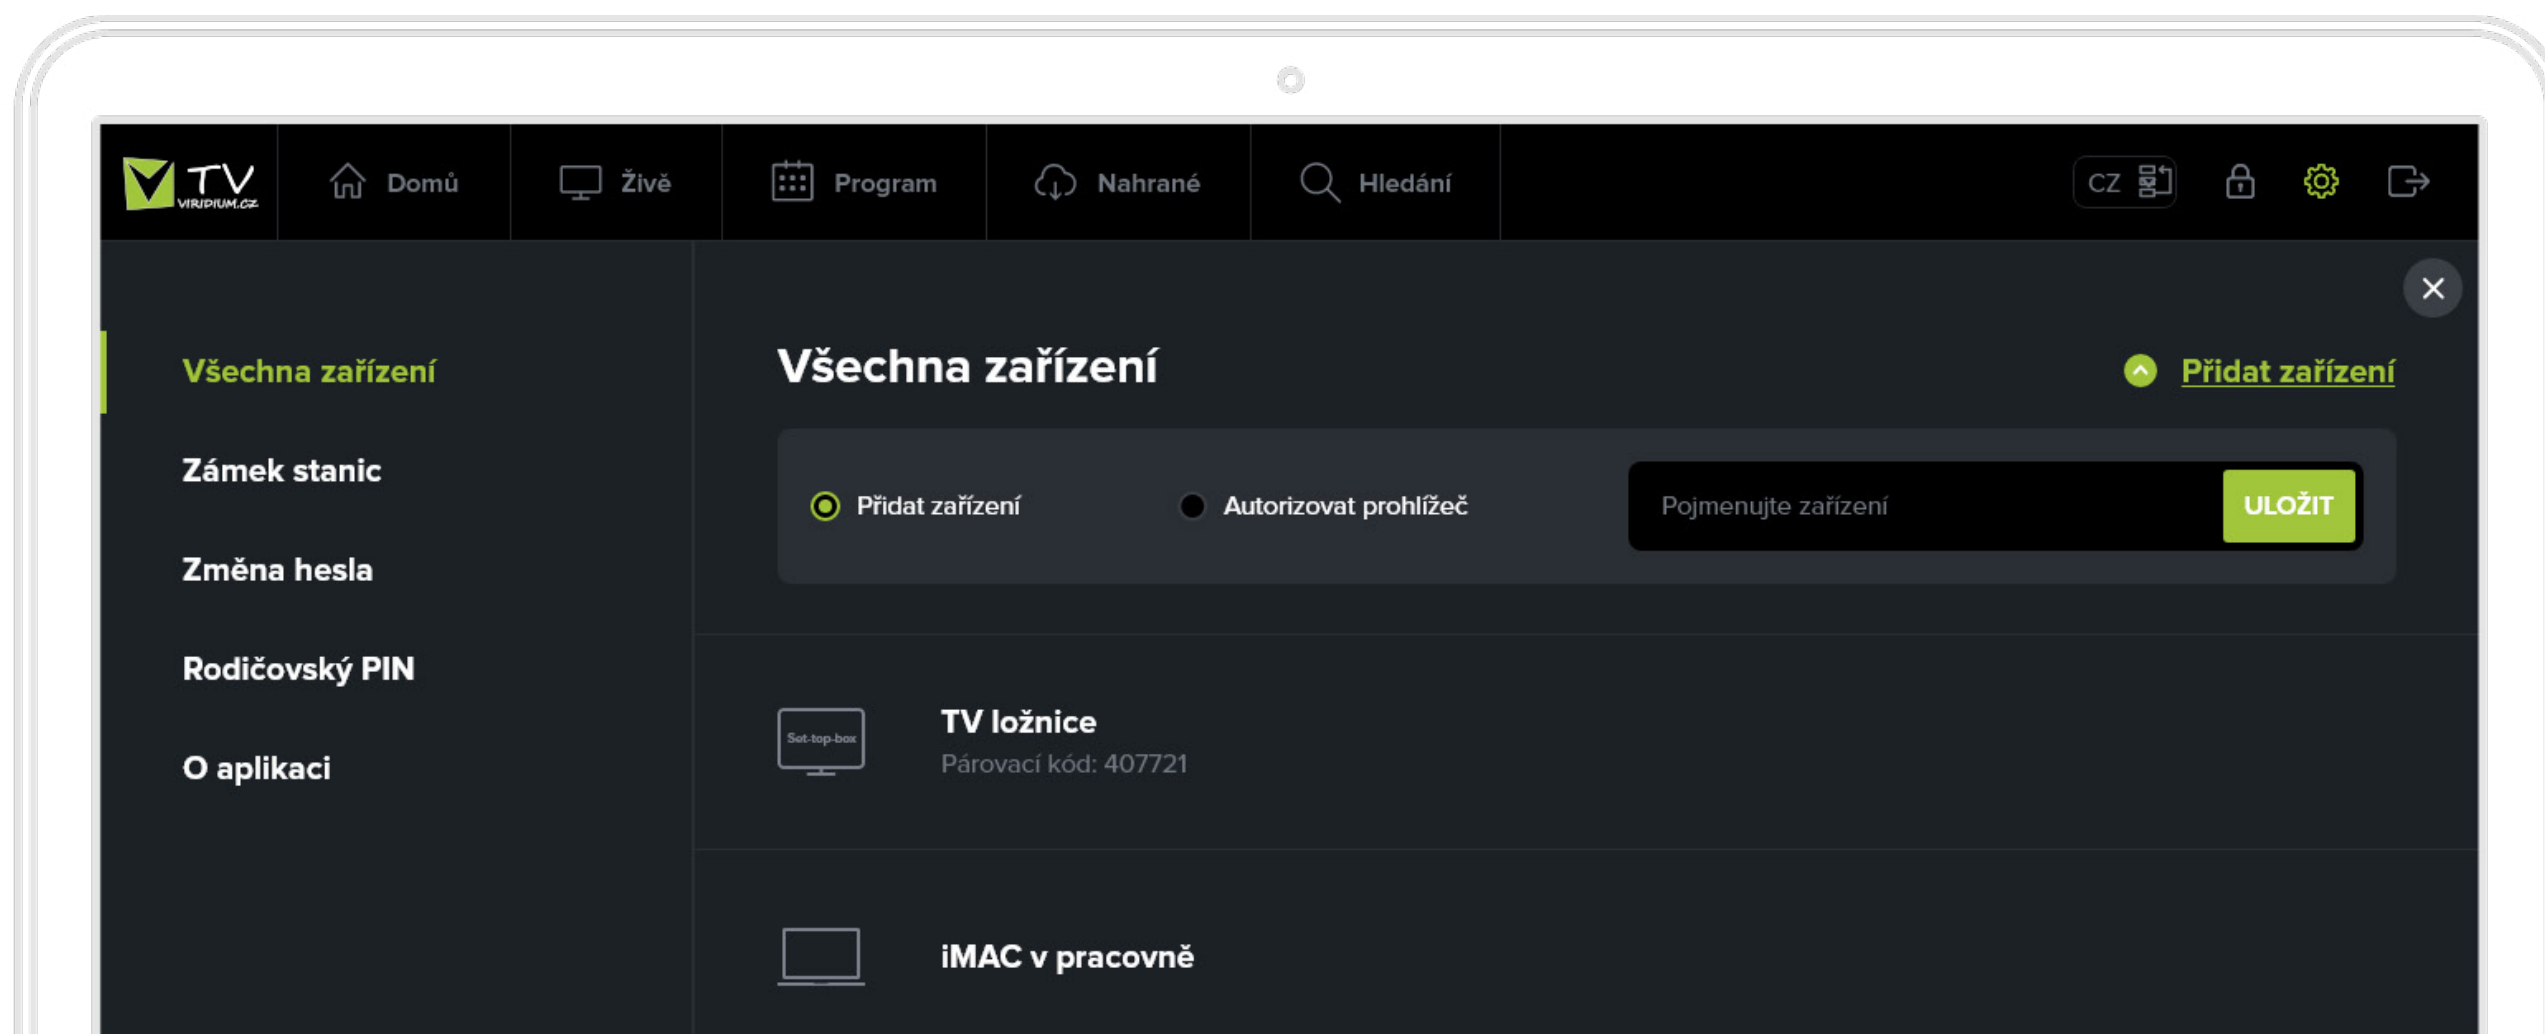 TV
VIRIDIUM.CZ
Domů
Živě
Program
Nahrané
Hledání
CZ
Všechna zařízení
Zámek stanic
Změna hesla
Rodičovský PIN
O aplikaci
Všechna zařízení
Přidat zařízení
Přidat zařízení
Autorizovat prohlížeč
Pojmenujte zařízení
ULOŽIT
Set-top-box
TV ložnice
Párovací kód: 407721
iMAC v pracovně